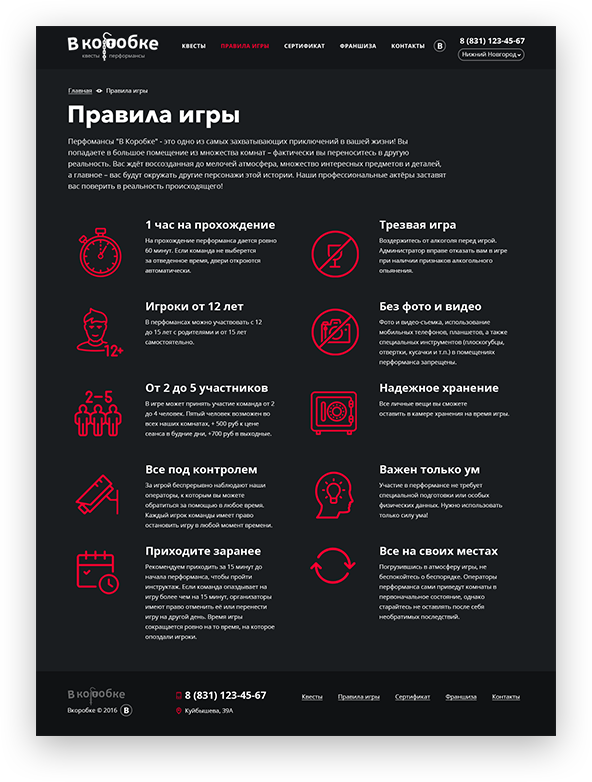 В коробке
квесты перформансы
КВЕСТЫ ПРАВИЛА ИГРЫ СЕРТИФИКАТ ФРАНШИЗА КОНТАКТЫ В
8 (831) 123-45-67
Нижний Новгород
Главная Правила игры
Правила игры
Перфомансы "В Коробке" - это одно из самых захватывающих приключений в вашей жизни! Вы
попадаете в большое помещение из множества комнат – фактически вы переноситесь в другую
реальность. Вас ждёт воссозданная до мелочей атмосфера, множество интересных предметов и деталей,
а главное – вас будут окружать другие персонажи этой истории. Наши профессиональные актёры заставят
вас поверить в реальность происходящего!
1 час на прохождение
На прохождение перформанса дается ровно
60 минут. Если команда не выберется
за отведенное время, двери откроются
автоматически.
Трезвая игра
Воздержитесь от алкоголя перед игрой.
Администратор вправе отказать вам в игре
при наличии признаков алкогольного
опьянения.
12+
Игроки от 12 лет
В перфомансах можно участвовать с 12
до 15 лет с родителями и от 15 лет
самостоятельно.
Без фото и видео
Фото и видео-съемка, использование
мобильных телефонов, планшетов, а также
специальных инструментов (плоскогубцы,
отвертки, кусачки и т.п.) в помещениях
перформанса запрещены.
2–5
От 2 до 5 участников
В игре может принять участие команда от 2
до 4 человек. Пятый человек возможен во
всех наших комнатах, + 500 руб к цене
сеанса в будние дни, +700 руб в выходные.
Надежное хранение
Все личные вещи вы сможете
оставить в камере хранения на время игры.
Все под контролем
За игрой беспрерывно наблюдают наши
операторы, к которым вы можете
обратиться за помощью в любое время.
Каждый игрок команды имеет право
остановить игру в любой момент времени.
Важен только ум
Участие в перформансе не требует
специальной подготовки или особых
физических данных. Нужно использовать
только силу ума!
Приходите заранее
Рекомендуем приходить за 15 минут до
начала перформанса, чтобы пройти
инструктаж. Если команда опаздывает на
игру более чем на 15 минут, организаторы
имеют право отменить её или перенести
игру на другой день. Время игры
сокращается ровно на то время, на которое
опоздали игроки.
Все на своих местах
Погрузившись в атмосферу игры, не
беспокойтесь о беспорядке. Операторы
перформанса сами приведут комнаты в
первоначальное состояние, однако
старайтесь не оставлять после себя
необратимых последствий.
В коробке
Вкоробке © 2016 В
8 (831) 123-45-67
Куйбышева, 39А
Квесты Правила игры Сертификат Франшиза Контакты